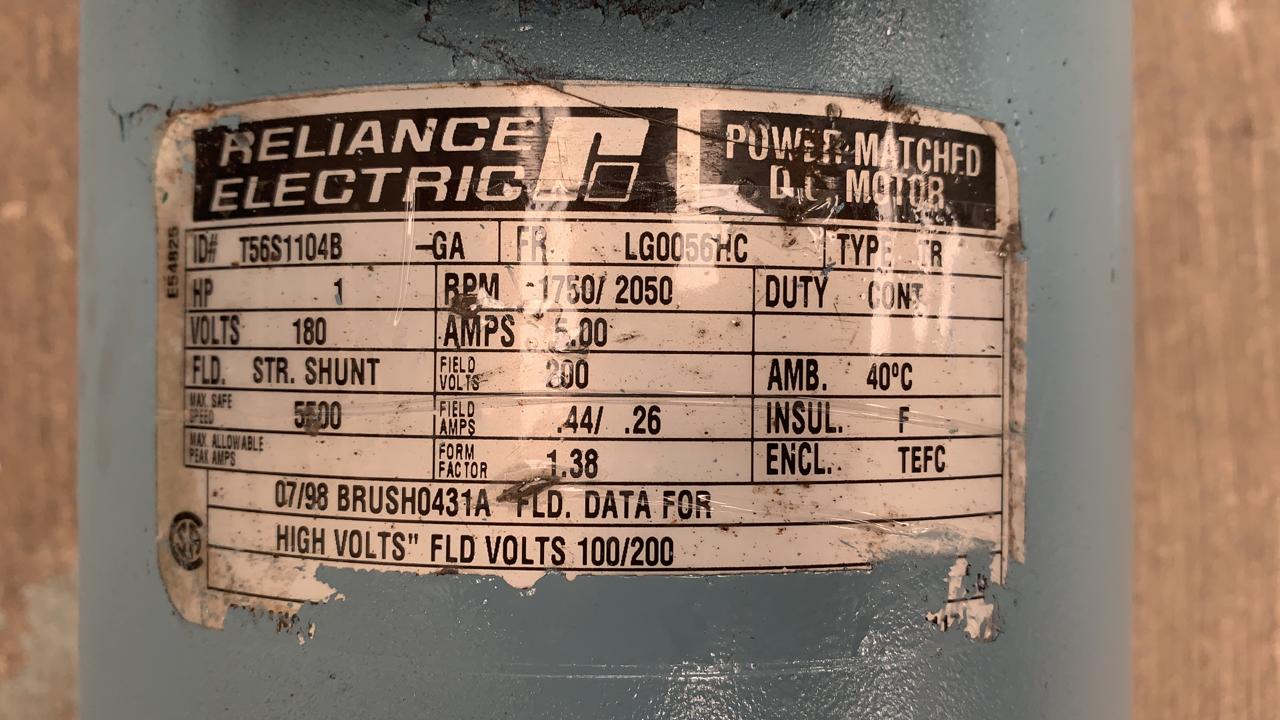 RELIANCE
ELECTRIC
POWER MATCHED
D.C. MOTOR
E54825
ID# T56S1104B -GA FR. LG0056HC TYPE TR
HP 1 RPM 1750/ 2050 DUTY CONT
VOLTS 180 AMPS 5.00
FLD. STR. SHUNT FIELD VOLTS 200 AMB. 40ºC
MAX. SAFE SPEED FIELD AMPS .44/ .26 INSUL. F
MAX. ALLOWABLE PEAK AMPS FORM FACTOR 1.38 ENCL. TEFC
07/98 BRUSH0431A FLD. DATA FOR
HIGH VOLTS" FLD VOLTS 100/200